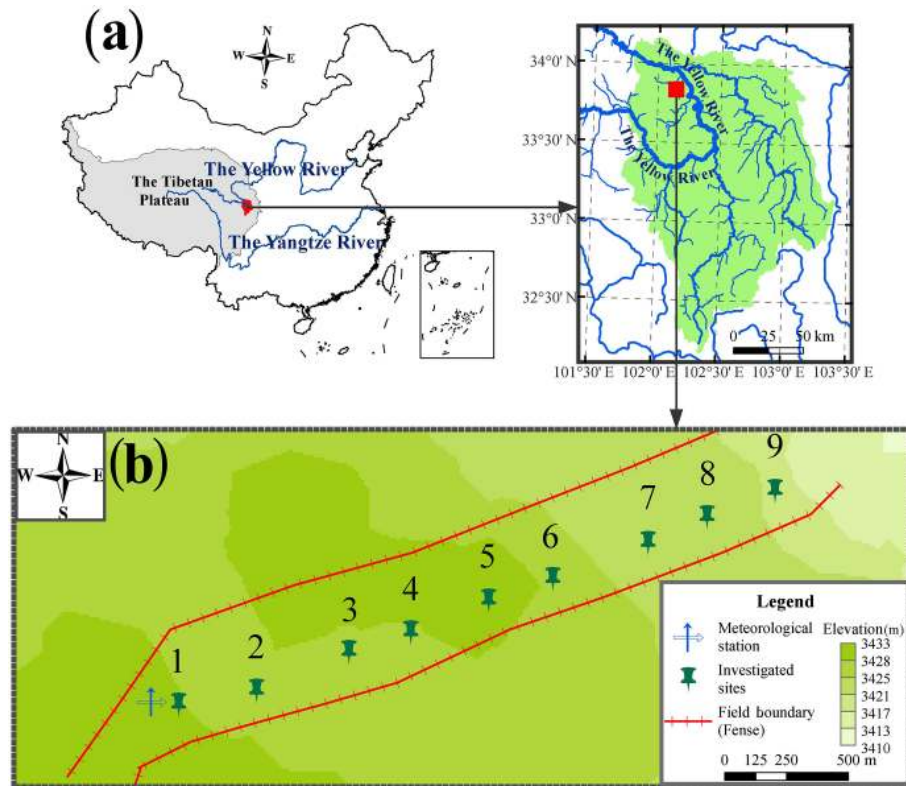 (a)
N
W E
S
The Yellow River
The Tibetan
Plateau
The Yangtze River
34°0' N
33°30' N
33°0' N
32°30' N
The Yellow River
The Yellow River
0 25 50 km
101°30' E 102°0' E 102°30' E 103°0' E 103°30' E
(b)
N
W E
S
1
2
3
4
5
6
7
8
9
Legend
Meteorological
station
Investigated
sites
Field boundary
(Fense)
Elevation(m)
3433
3428
3425
3421
3417
3413
3410
0 125 250 500 m